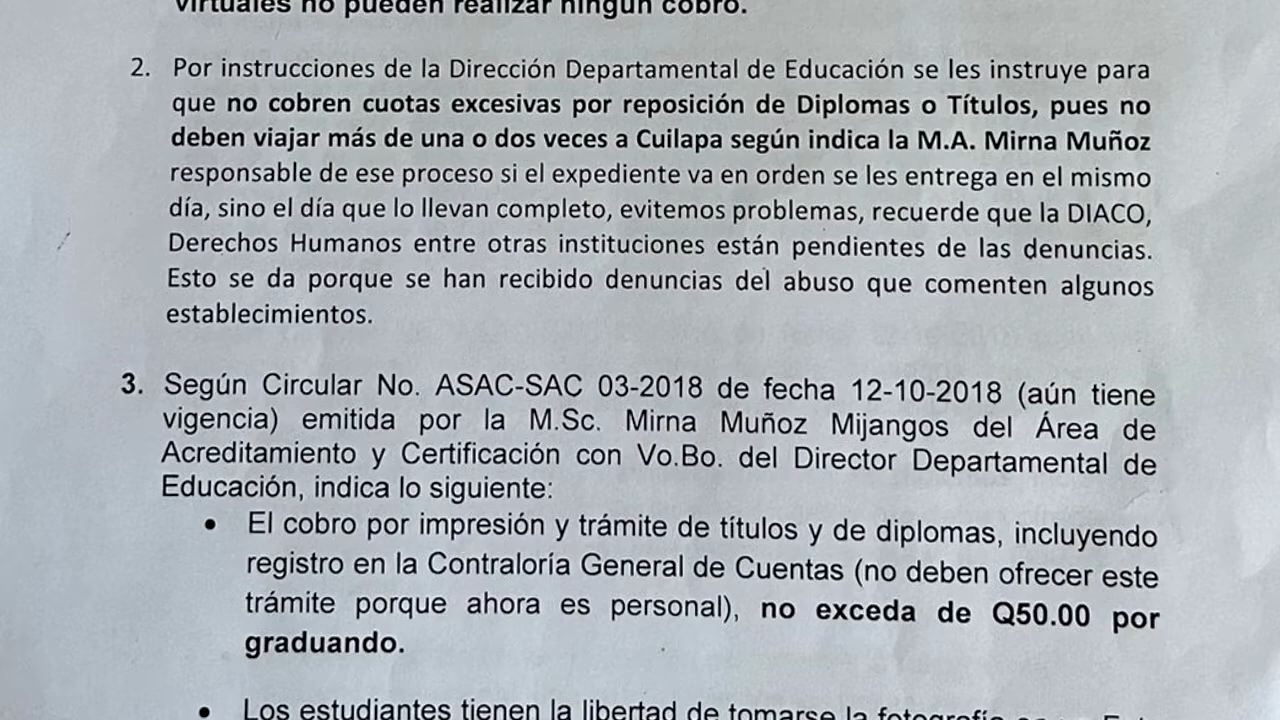 virtuales no pueden realizar ningún cobro.
2. Por instrucciones de la Dirección Departamental de Educación se les instruye para
que no cobren cuotas excesivas por reposición de Diplomas o Títulos, pues no
deben viajar más de una o dos veces a Cuilapa según indica la M.A. Mirna Muñoz
responsable de ese proceso si el expediente va en orden se les entrega en el mismo
día, sino el día que lo llevan completo, evitemos problemas, recuerde que la DIACO,
Derechos Humanos entre otras instituciones están pendientes de las denuncias.
Esto se da porque se han recibido denuncias del abuso que comenten algunos
establecimientos.
3. Según Circular No. ASAC-SAC 03-2018 de fecha 12-10-2018 (aún tiene
vigencia) emitida por la M.Sc. Mirna Muñoz Mijangos del Área de
Acreditamiento y Certificación con Vo.Bo. del Director Departamental de
Educación, indica lo siguiente:
• El cobro por impresión y trámite de títulos y de diplomas, incluyendo
registro en la Contraloría General de Cuentas (no deben ofrecer este
trámite porque ahora es personal), no exceda de Q50.00 por
graduando.
• Los estudiantes tienen la libertad de tomarse la fotografía